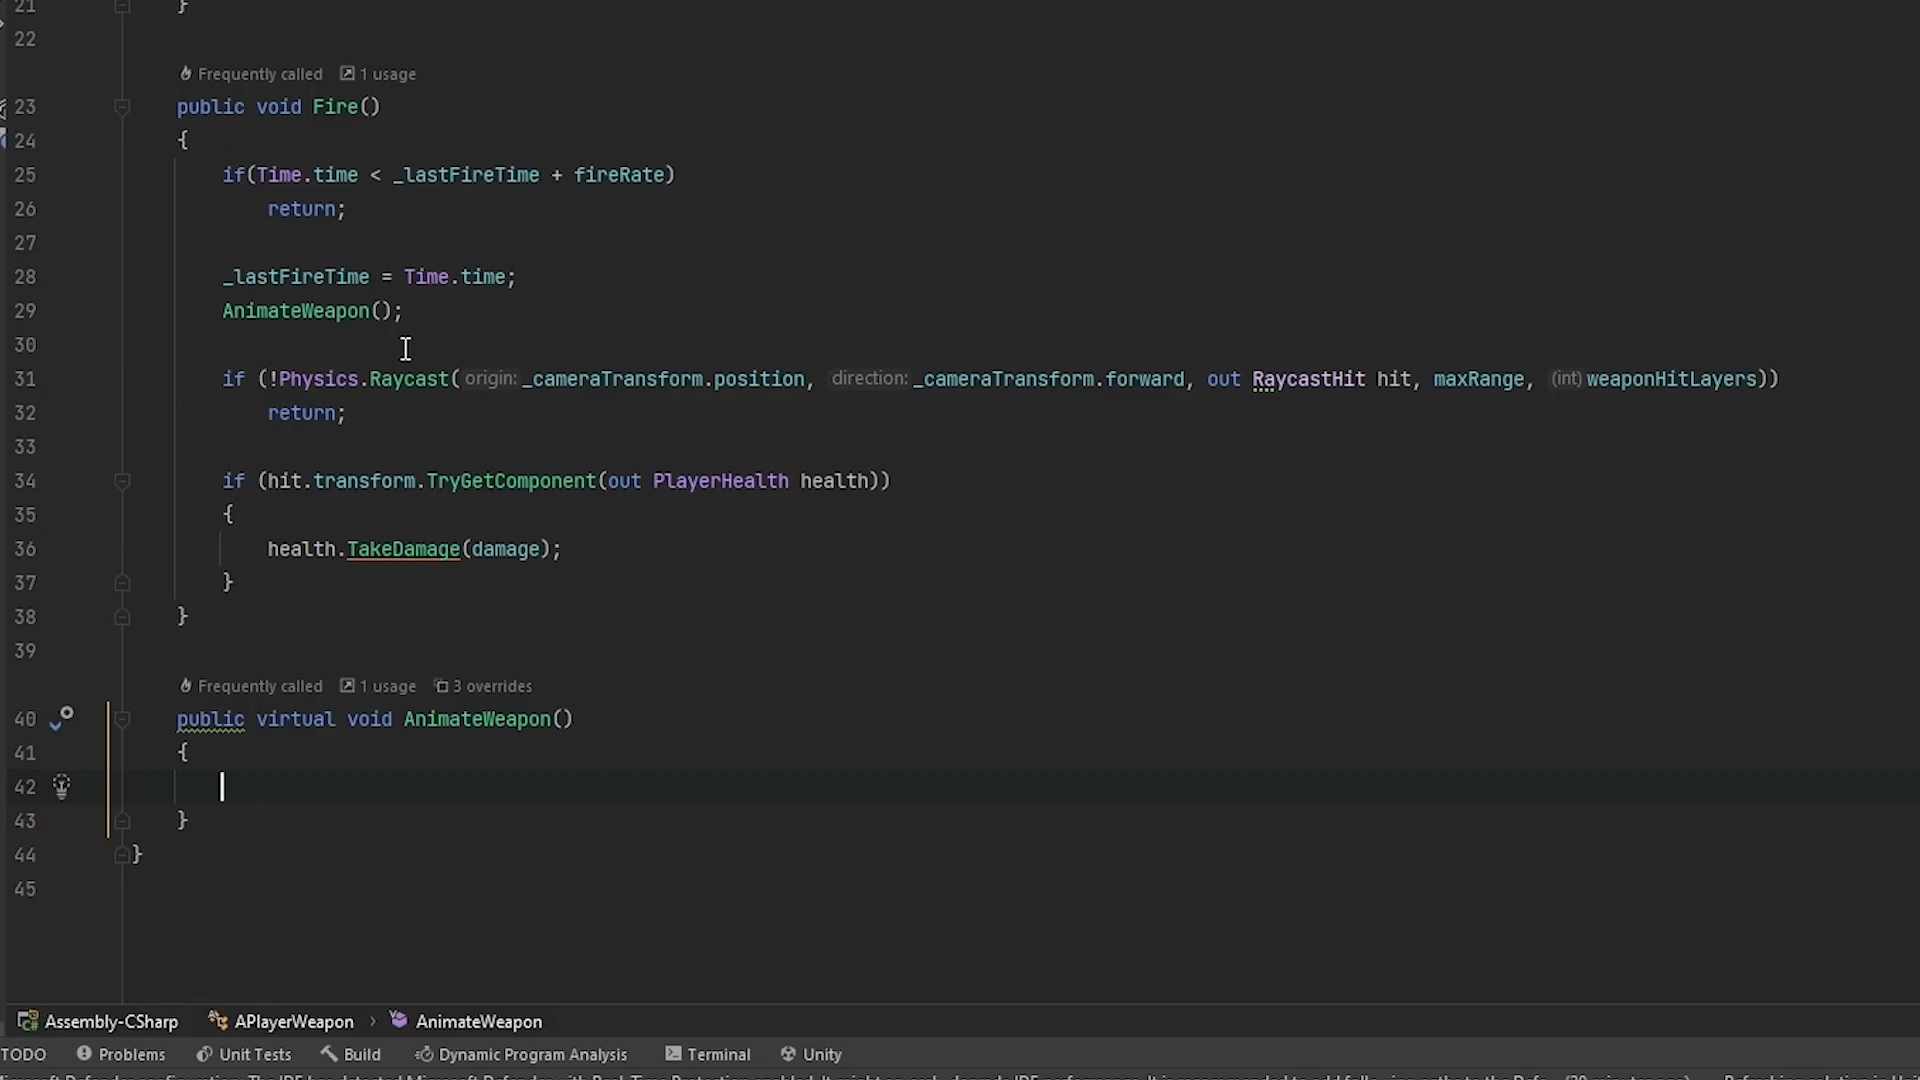 21 }
22
Frequently called 1 usage
23 public void Fire()
24 {
25 if(Time.time < _lastFireTime + fireRate)
26 return;
27
28 _lastFireTime = Time.time;
29 AnimateWeapon();
30
31 if (!Physics.Raycast(origin:_cameraTransform.position, direction:_cameraTransform.forward, out RaycastHit hit, maxRange, (int)weaponHitLayers))
32 return;
33
34 if (hit.transform.TryGetComponent(out PlayerHealth health))
35 {
36 health.TakeDamage(damage);
37 }
38 }
39
Frequently called 1 usage 3 overrides
40 public virtual void AnimateWeapon()
41 {
42
43 }
44 }
45
Assembly-CSharp APlayerWeapon > AnimateWeapon
TODO Problems Unit Tests Build Dynamic Program Analysis Terminal Unity